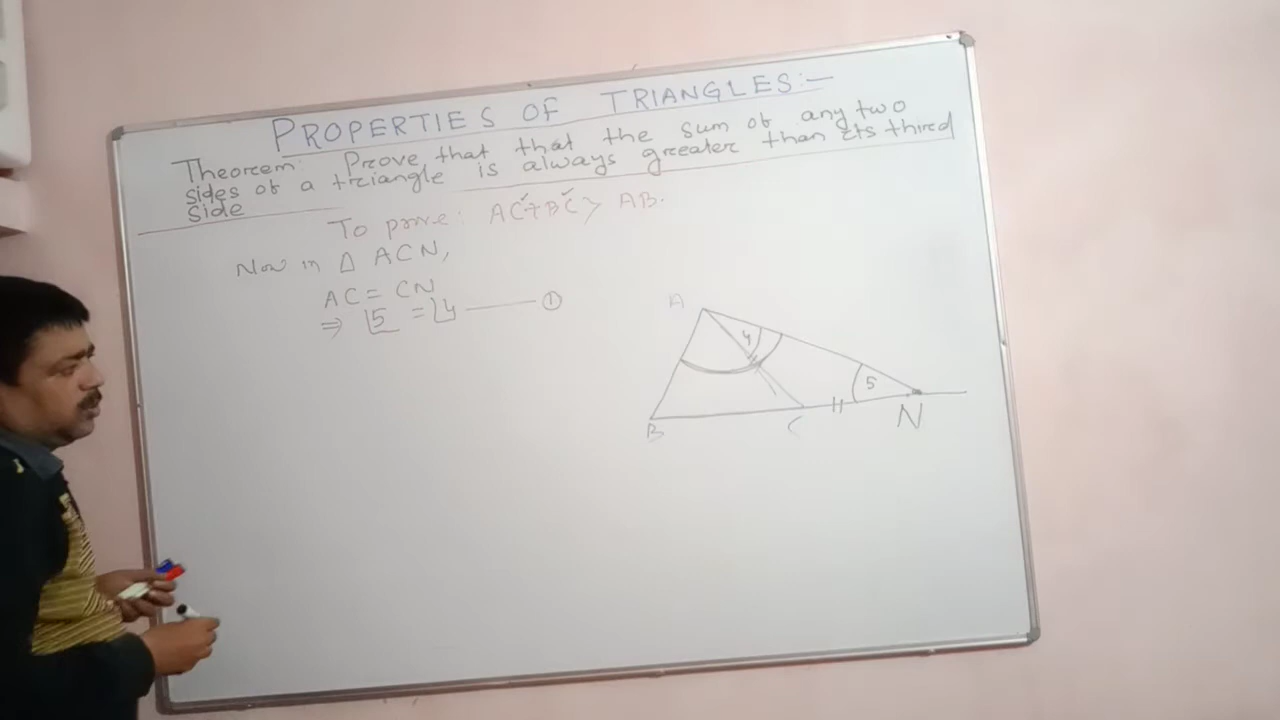 PROPERTIES OF TRIANGLES:-
Theorem: Prove that that the sum of any two
sides of a triangle is always greater than its third
side
To prove: AC+BC > AB.
Now in Δ ACN,
AC = CN
⇒ ∠5 = ∠4 —— ①
A
4
5
B
C
N